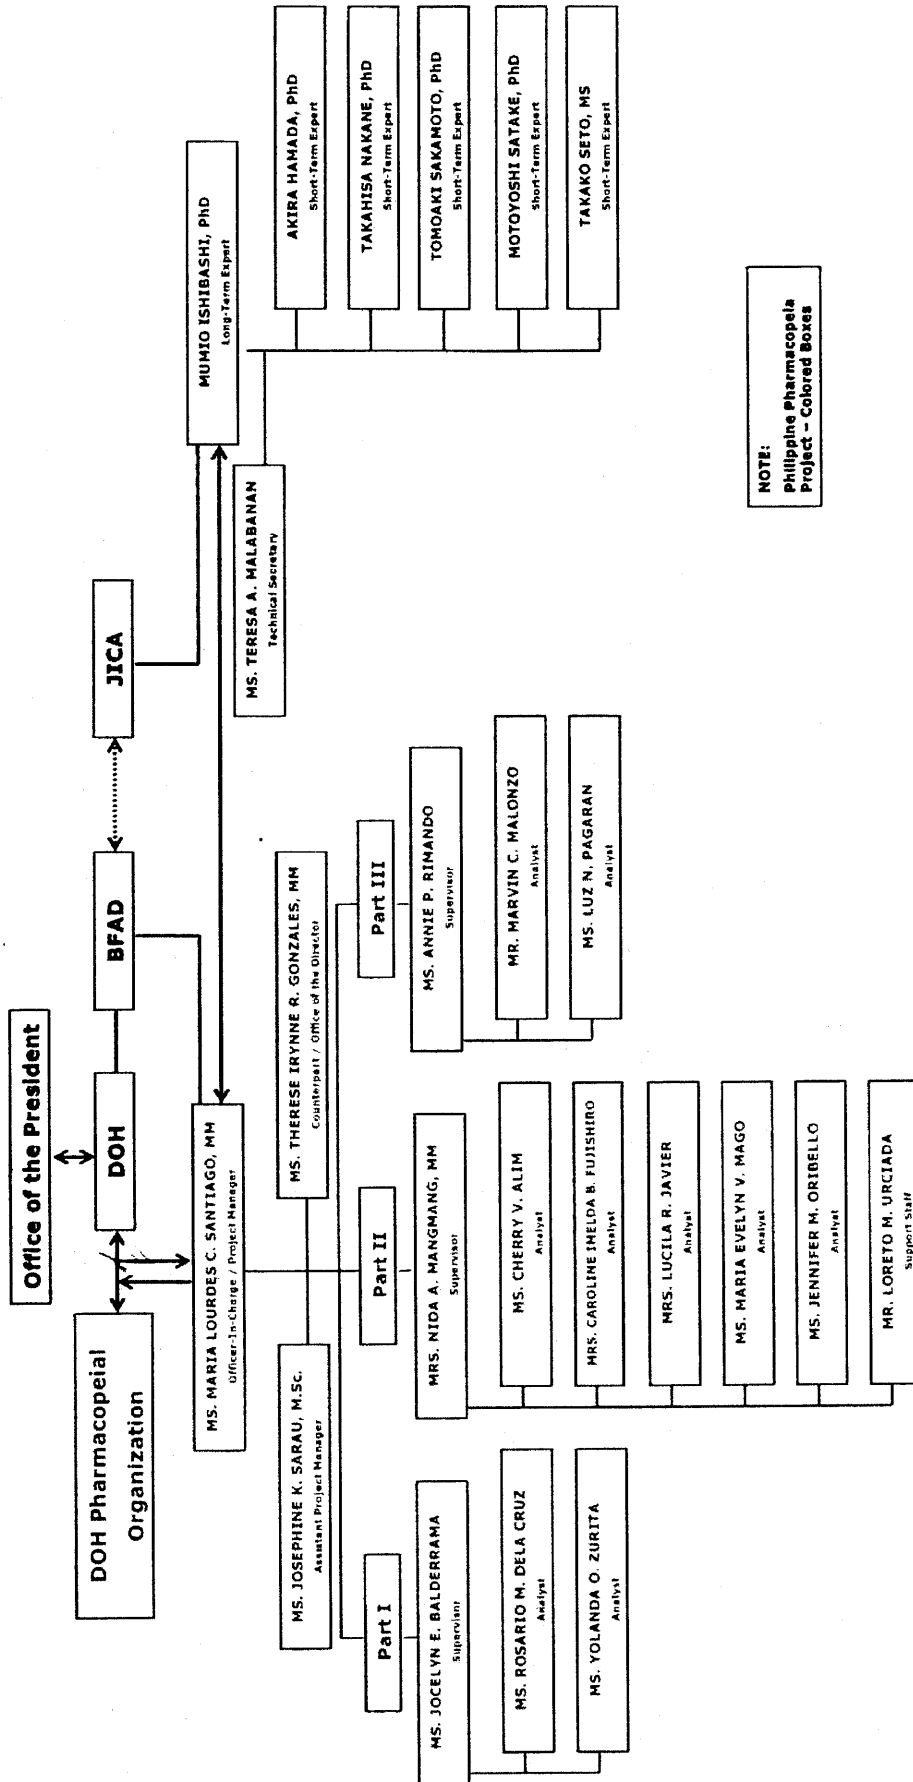 Office of the President
DOH Pharmacopeial
Organization
DOH
BFAD
JICA
MS. MARIA LOURDES C. SANTIAGO, MM
Officer-In-Charge / Project Manager
MUMIO ISHIBASHI, PhD
Long-Term Expert
MS. JOSEPHINE K. SARAU, M.Sc.
Assistant Project Manager
MS. THERESE IRYNNE R. GONZALES, MM
Counterpart / Office of the Director
MS. TERESA A. MALABANAN
Technical Secretary
AKIRA HAMADA, PhD
Short-Term Expert
TAKAHISA NAKANE, PhD
Short-Term Expert
TOMOAKI SAKAMOTO, PhD
Short-Term Expert
MOTOYOSHI SATAKE, PhD
Short-Term Expert
TAKAKO SETO, MS
Short-Term Expert
Part I
MS. JOCELYN E. BALDERRAMA
Supervisor
MS. ROSARIO M. DELA CRUZ
Analyst
MS. YOLANDA O. ZURITA
Analyst
Part II
MRS. NIDA A. MANGMANG, MM
Supervisor
MS. CHERRY V. ALIM
Analyst
MRS. CAROLINE IMELDA B. FUJISHIRO
Analyst
MRS. LUCILA R. JAVIER
Analyst
MS. MARIA EVELYN V. MAGO
Analyst
MS. JENNIFER M. ORIBELLO
Analyst
MR. LORETO M. URCIADA
Support Staff
Part III
MS. ANNIE P. RIMANDO
Supervisor
MR. MARVIN C. MALONZO
Analyst
MS. LUZ N. PAGARAN
Analyst
NOTE:
Philippine Pharmacopeia
Project – Colored Boxes